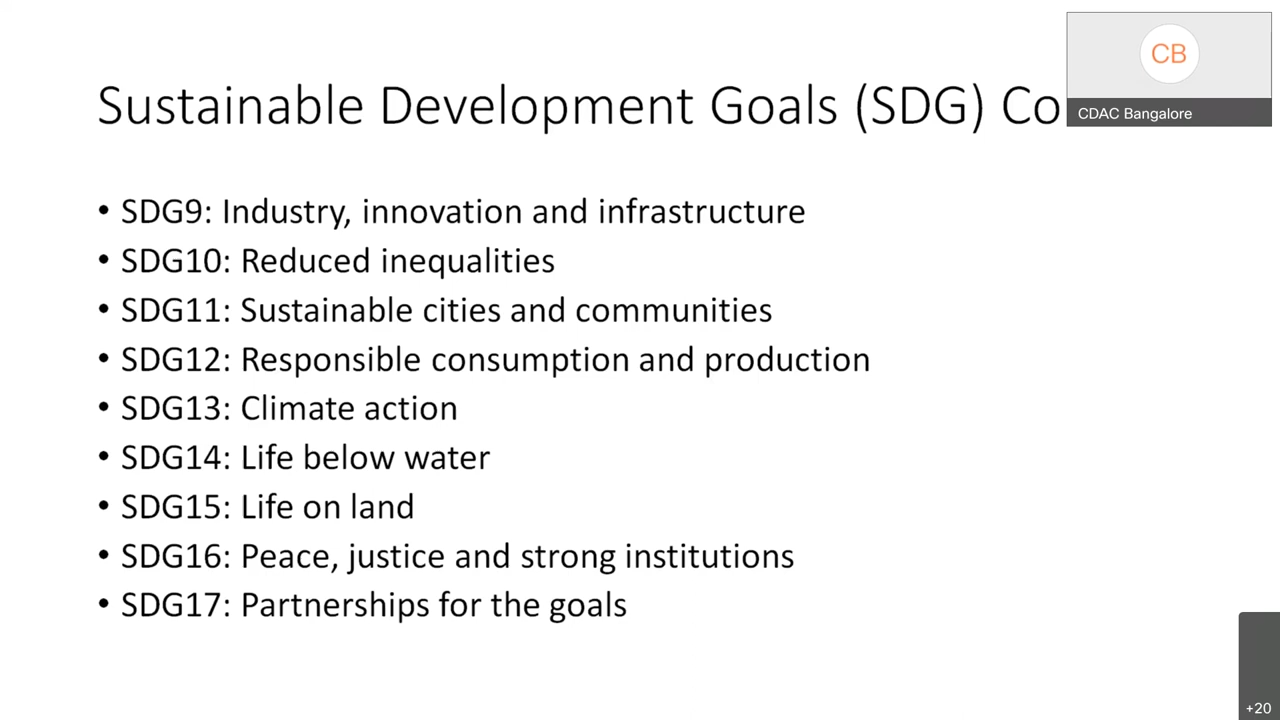 CB
CDAC Bangalore
Sustainable Development Goals (SDG) Co
• SDG9: Industry, innovation and infrastructure
• SDG10: Reduced inequalities
• SDG11: Sustainable cities and communities
• SDG12: Responsible consumption and production
• SDG13: Climate action
• SDG14: Life below water
• SDG15: Life on land
• SDG16: Peace, justice and strong institutions
• SDG17: Partnerships for the goals
+20